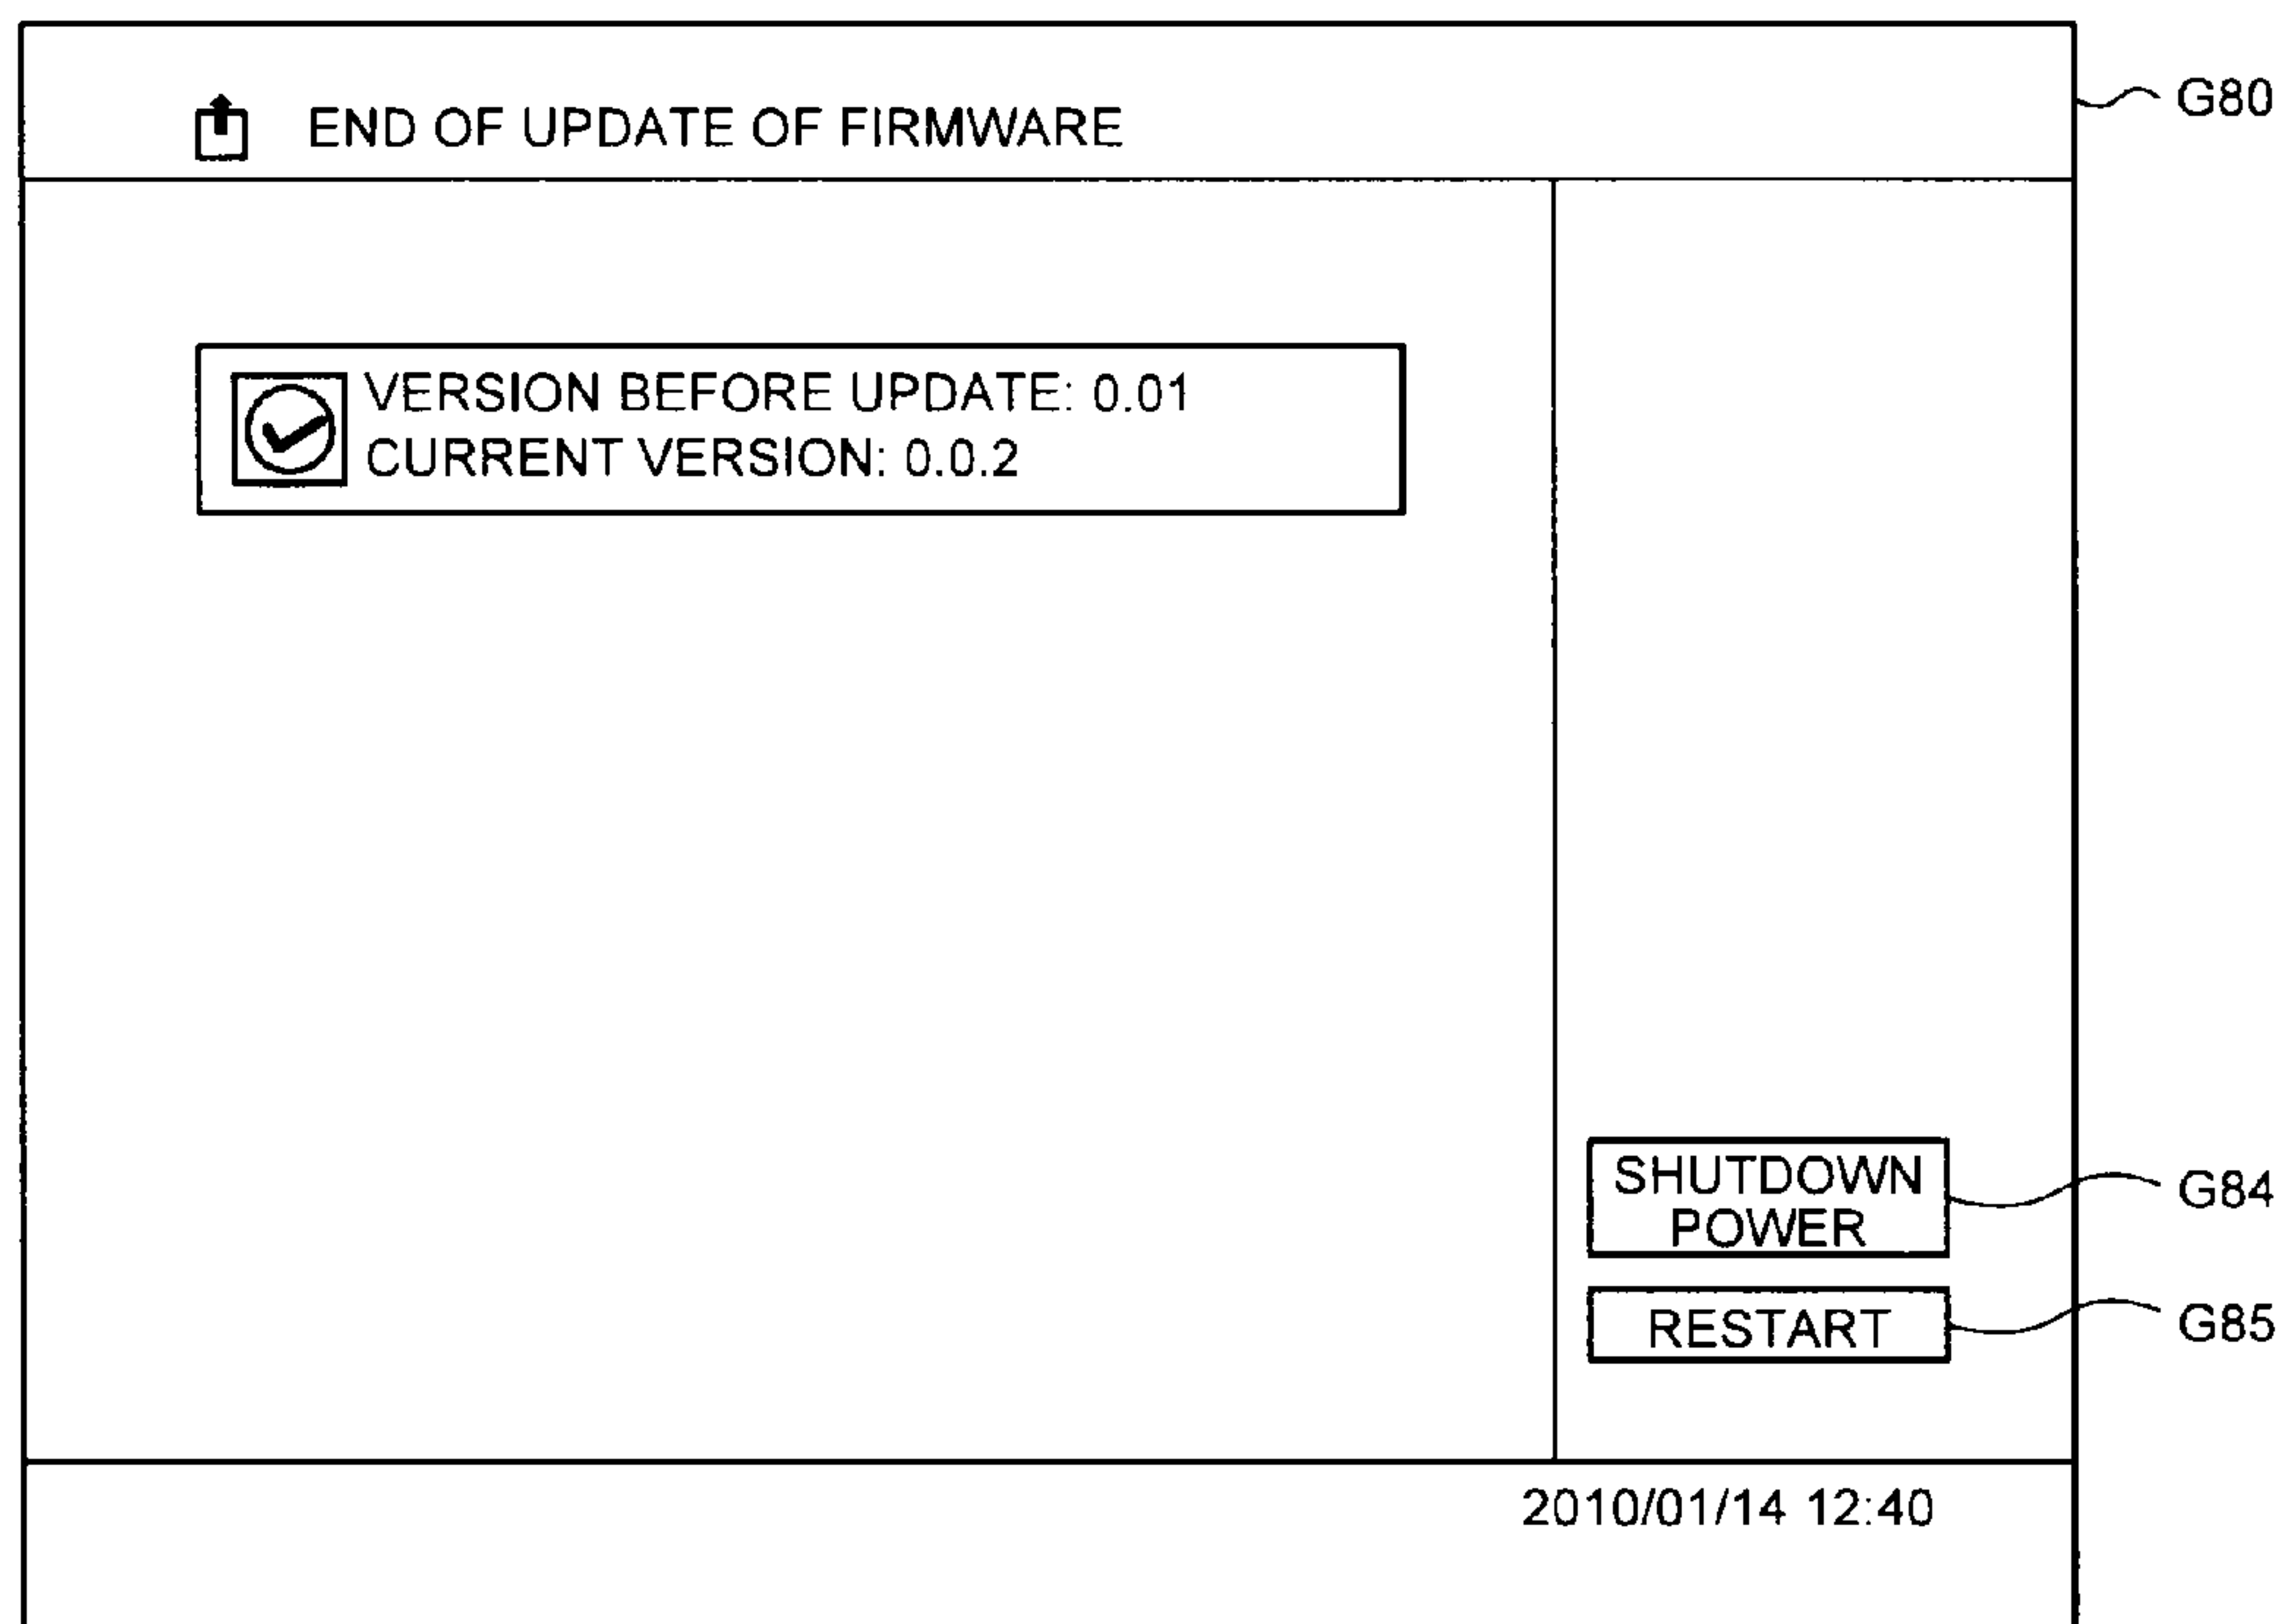 END OF UPDATE OF FIRMWARE
G80
VERSION BEFORE UPDATE: 0.01
CURRENT VERSION: 0.0.2
SHUTDOWN
POWER
G84
RESTART
G85
2010/01/14 12:40